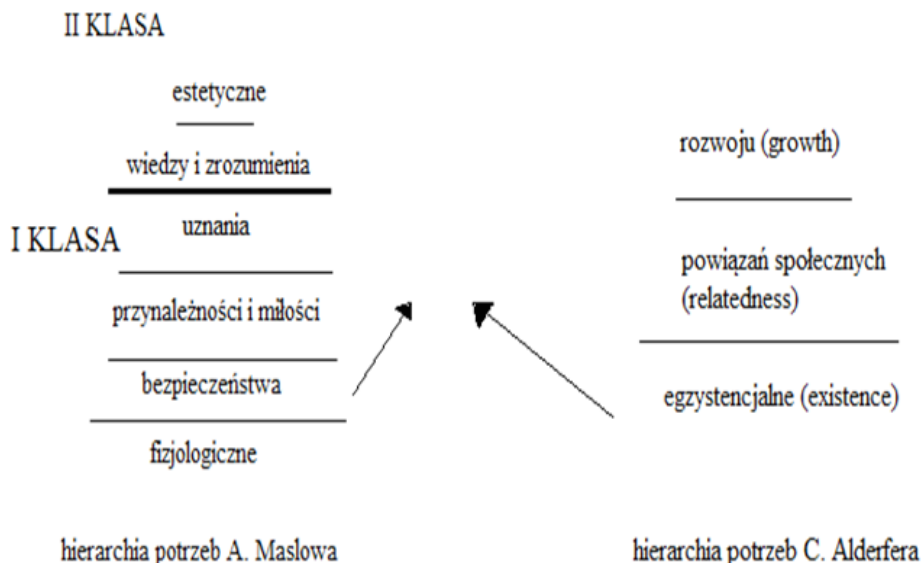 II KLASA
estetyczne
wiedzy i zrozumienia
I KLASA
uznania
przynależności i miłości
bezpieczeństwa
fizjologiczne
hierarchia potrzeb A. Maslowa
rozwoju (growth)
powiązań społecznych
(relatedness)
egzystencjalne (existence)
hierarchia potrzeb C. Alderfera